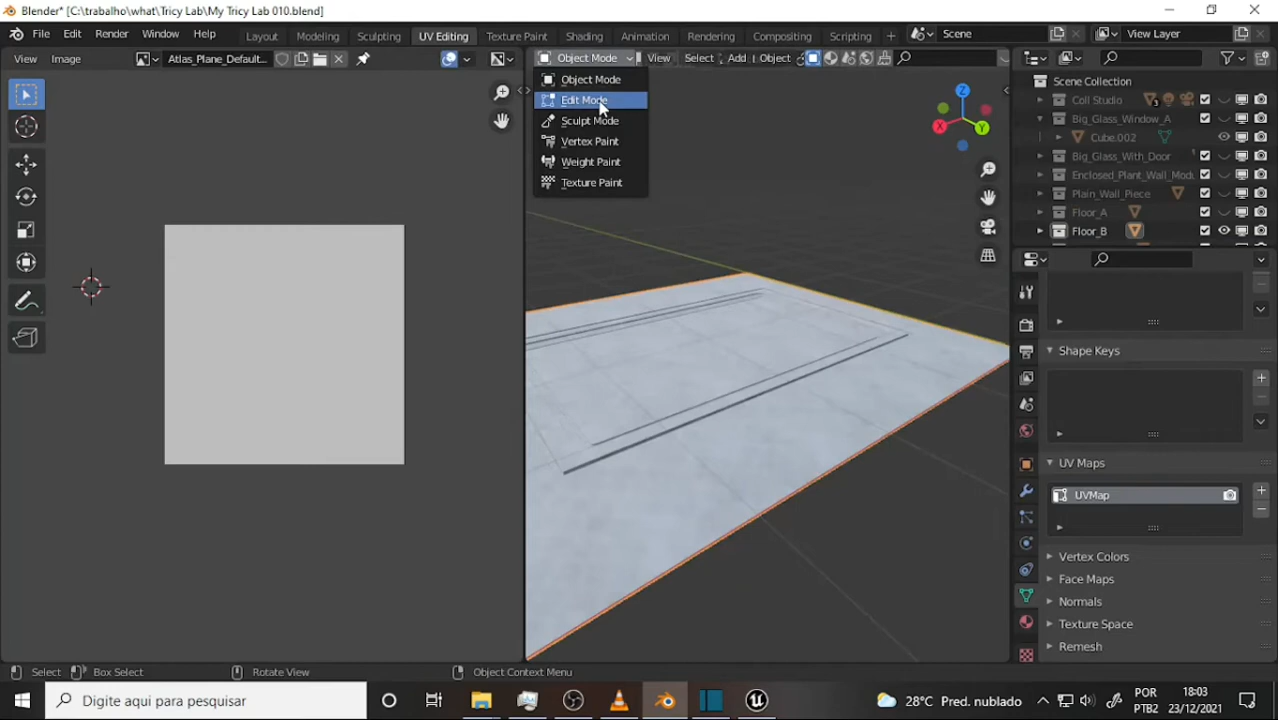 Blender* [C:\trabalho\what\Tricy Lab\My Tricy Lab 010.blend]
File Edit Render Window Help Layout Modeling Sculpting UV Editing Texture Paint Shading Animation Rendering Compositing Scripting Scene View Layer
View Image Atlas_Plane_Default... Object Mode View Select Add Object
Object Mode
Edit Mode
Sculpt Mode
Vertex Paint
Weight Paint
Texture Paint
Z
X
Y
Scene Collection
Coll Studio
Big_Glass_Window_A
Cube.002
Big_Glass_With_Door
Enclosed_Plant_Wall_Modu
Plain_Wall_Piece
Floor_A
Floor_B
Shape Keys
UV Maps
UVMap
Vertex Colors
Face Maps
Normals
Texture Space
Remesh
Select Box Select Rotate View Object Context Menu
Digite aqui para pesquisar
28°C Pred. nublado
POR
PTB2
18:03
23/12/2021